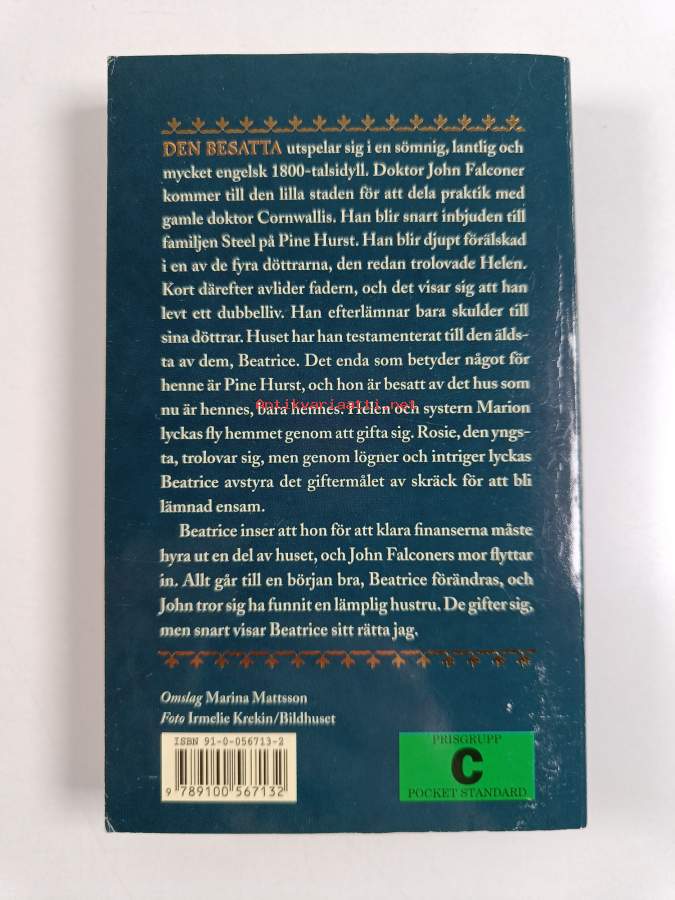 DEN BESATTA utspelar sig i en sömnig, lantlig och
mycket engelsk 1800-talsidyll. Doktor John Falconer
kommer till den lilla staden för att dela praktik med
gamle doktor Cornwallis. Han blir snart inbjuden till
familjen Steel på Pine Hurst. Han blir djupt förälskad
i en av de fyra döttrarna, den redan trolovade Helen.
Kort därefter avlider fadern, och det visar sig att han
levt ett dubbelliv. Han efterlämnar bara skulder till
sina döttrar. Huset har han testamenterat till den älds-
ta av dem, Beatrice. Det enda som betyder något för
henne är Pine Hurst, och hon är besatt av det hus som
Antikvariaatti.net
nu är hennes, bara hennes. Helen och systern Marion
lyckas fly hemmet genom att gifta sig. Rosie, den yngs-
ta, trolovar sig, men genom lögner och intriger lyckas
Beatrice avstyra det giftermålet av skräck för att bli
lämnad ensam.
Beatrice inser att hon för att klara finanserna måste
hyra ut en del av huset, och John Falconers mor flyttar
in. Allt går till en början bra, Beatrice förändras, och
John tror sig ha funnit en lämplig hustru. De gifter sig,
men snart visar Beatrice sitt rätta jag.
Omslag Marina Mattsson
Foto Irmelie Krekin/Bildhuset
ISBN 91-0-056713-2
9 789100 567132
PRISGRUPP
C
POCKET STANDARD